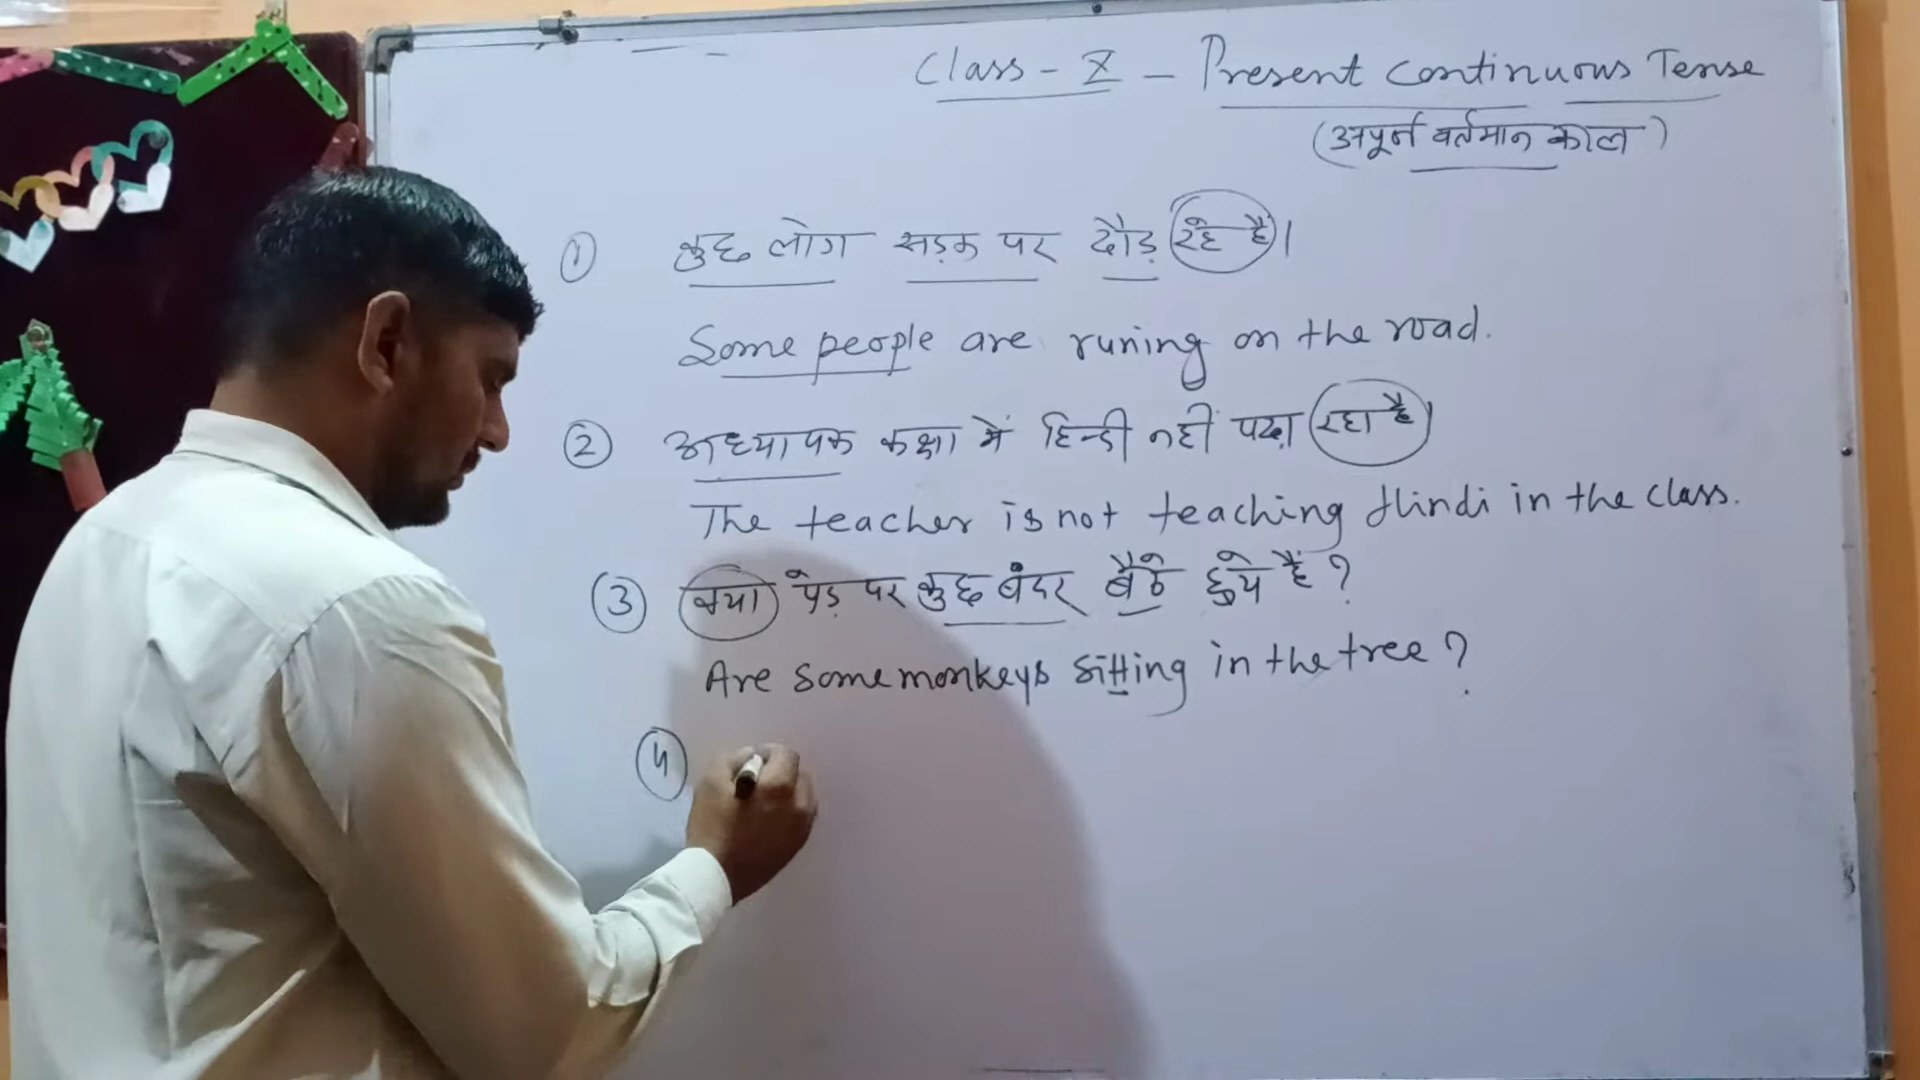 Class - X - Present Continuous Tense
(अपूर्ण वर्तमान काल)
① कुछ लोग सड़क पर दौड़ रहे हैं।
Some people are runing on the road.
② अध्यापक कक्षा में हिन्दी नहीं पढ़ा रहा है।
The teacher is not teaching Hindi in the class.
③ क्या पेड़ पर कुछ बंदर बैठे हुये हैं ?
Are some monkeys sitting in the tree ?
④